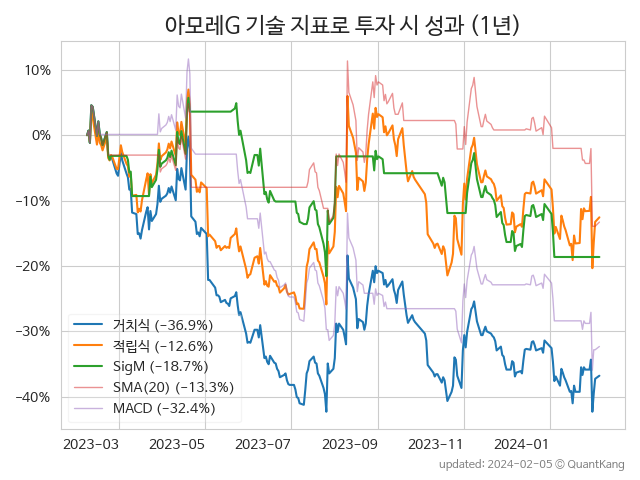 아모레G 기술 지표로 투자 시 성과 (1년)
10%
0%
−10%
−20%
−30%
−40%
거치식 (−36.9%)
적립식 (−12.6%)
SigM (−18.7%)
SMA(20) (−13.3%)
MACD (−32.4%)
2023-03 2023-05 2023-07 2023-09 2023-11 2024-01
updated: 2024-02-05 © QuantKang